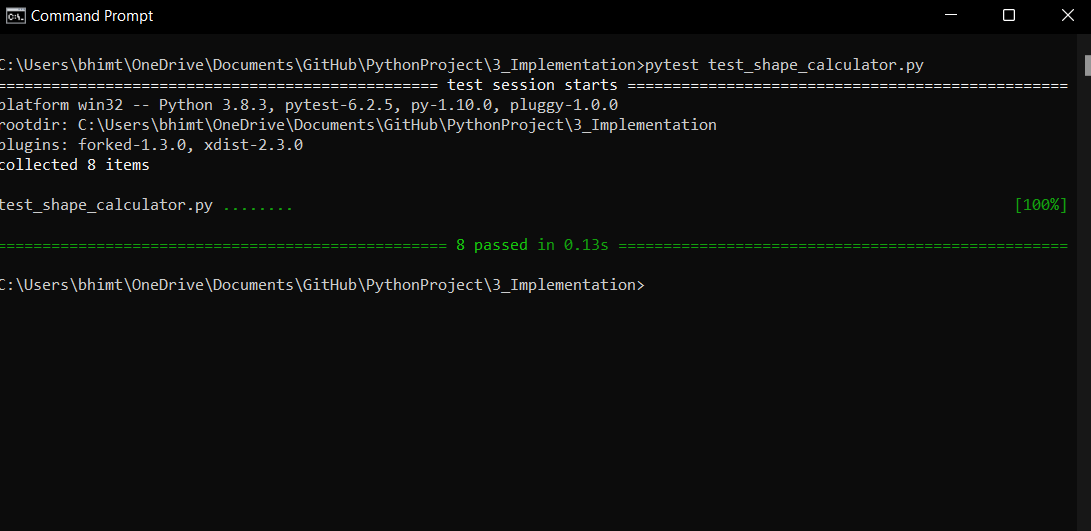 Command Prompt
C:\Users\bhimt\OneDrive\Documents\GitHub\PythonProject\3_Implementation>pytest test_shape_calculator.py
================================================= test session starts =================================================
platform win32 -- Python 3.8.3, pytest-6.2.5, py-1.10.0, pluggy-1.0.0
rootdir: C:\Users\bhimt\OneDrive\Documents\GitHub\PythonProject\3_Implementation
plugins: forked-1.3.0, xdist-2.3.0
collected 8 items
test_shape_calculator.py ........ [100%]
================================================== 8 passed in 0.13s ==================================================
C:\Users\bhimt\OneDrive\Documents\GitHub\PythonProject\3_Implementation>